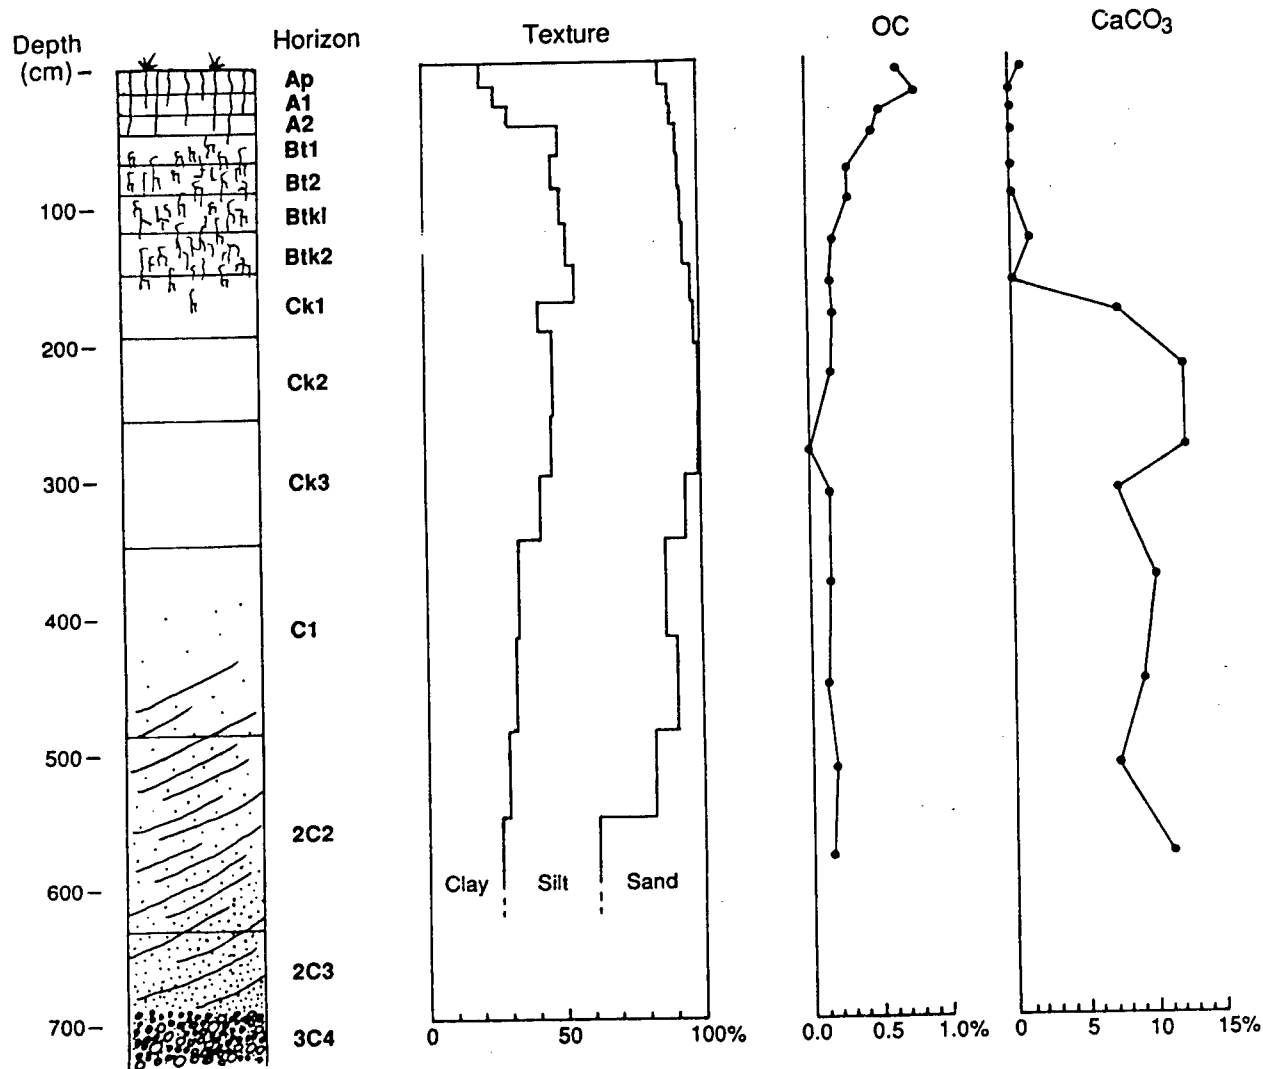 Depth
(cm)
Horizon
Texture
OC
CaCO₃
Ap
A1
A2
Bt1
Bt2
100
Btk1
Btk2
Ck1
200
Ck2
300
Ck3
400
C1
500
2C2
600
Clay
Silt
Sand
2C3
700
3C4
0
50
100%
0.0
0.5
1.0%
0
5
10
15%